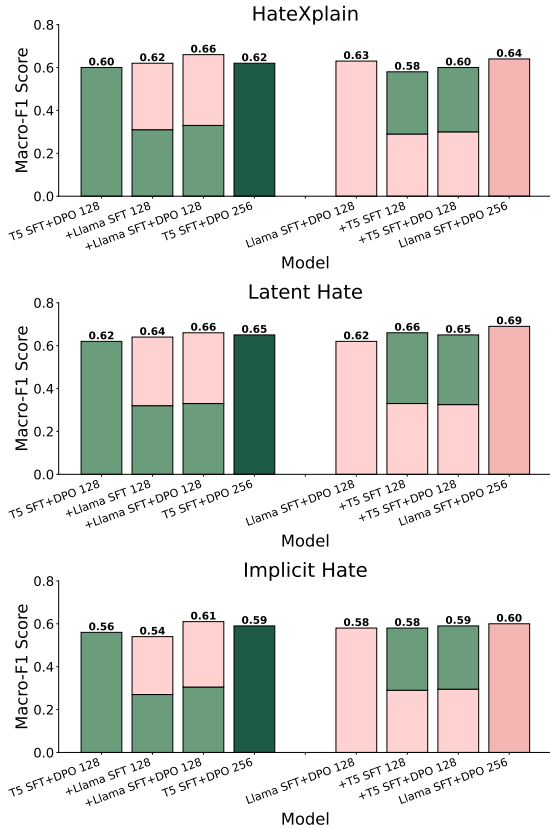 HateXplain
Macro-F1 Score
0.8
0.6
0.4
0.2
0.0
0.60
0.62
0.66
0.62
0.63
0.58
0.60
0.64
T5 SFT+DPO 128
+Llama SFT 128
+Llama SFT+DPO 128
T5 SFT+DPO 256
Llama SFT+DPO 128
+T5 SFT 128
+T5 SFT+DPO 128
Llama SFT+DPO 256
Model
Latent Hate
Macro-F1 Score
0.8
0.6
0.4
0.2
0.0
0.62
0.64
0.66
0.65
0.62
0.66
0.65
0.69
T5 SFT+DPO 128
+Llama SFT 128
+Llama SFT+DPO 128
T5 SFT+DPO 256
Llama SFT+DPO 128
+T5 SFT 128
+T5 SFT+DPO 128
Llama SFT+DPO 256
Model
Implicit Hate
Macro-F1 Score
0.8
0.6
0.4
0.2
0.0
0.56
0.54
0.61
0.59
0.58
0.58
0.59
0.60
T5 SFT+DPO 128
+Llama SFT 128
+Llama SFT+DPO 128
T5 SFT+DPO 256
Llama SFT+DPO 128
+T5 SFT 128
+T5 SFT+DPO 128
Llama SFT+DPO 256
Model